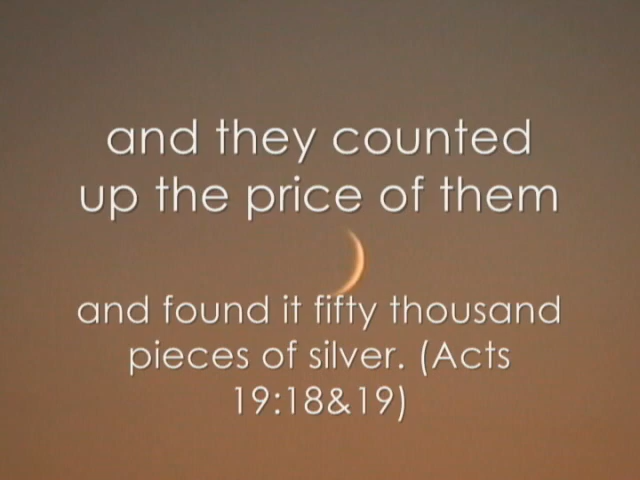 and they counted
up the price of them
and found it fifty thousand
pieces of silver. (Acts
19:18&19)